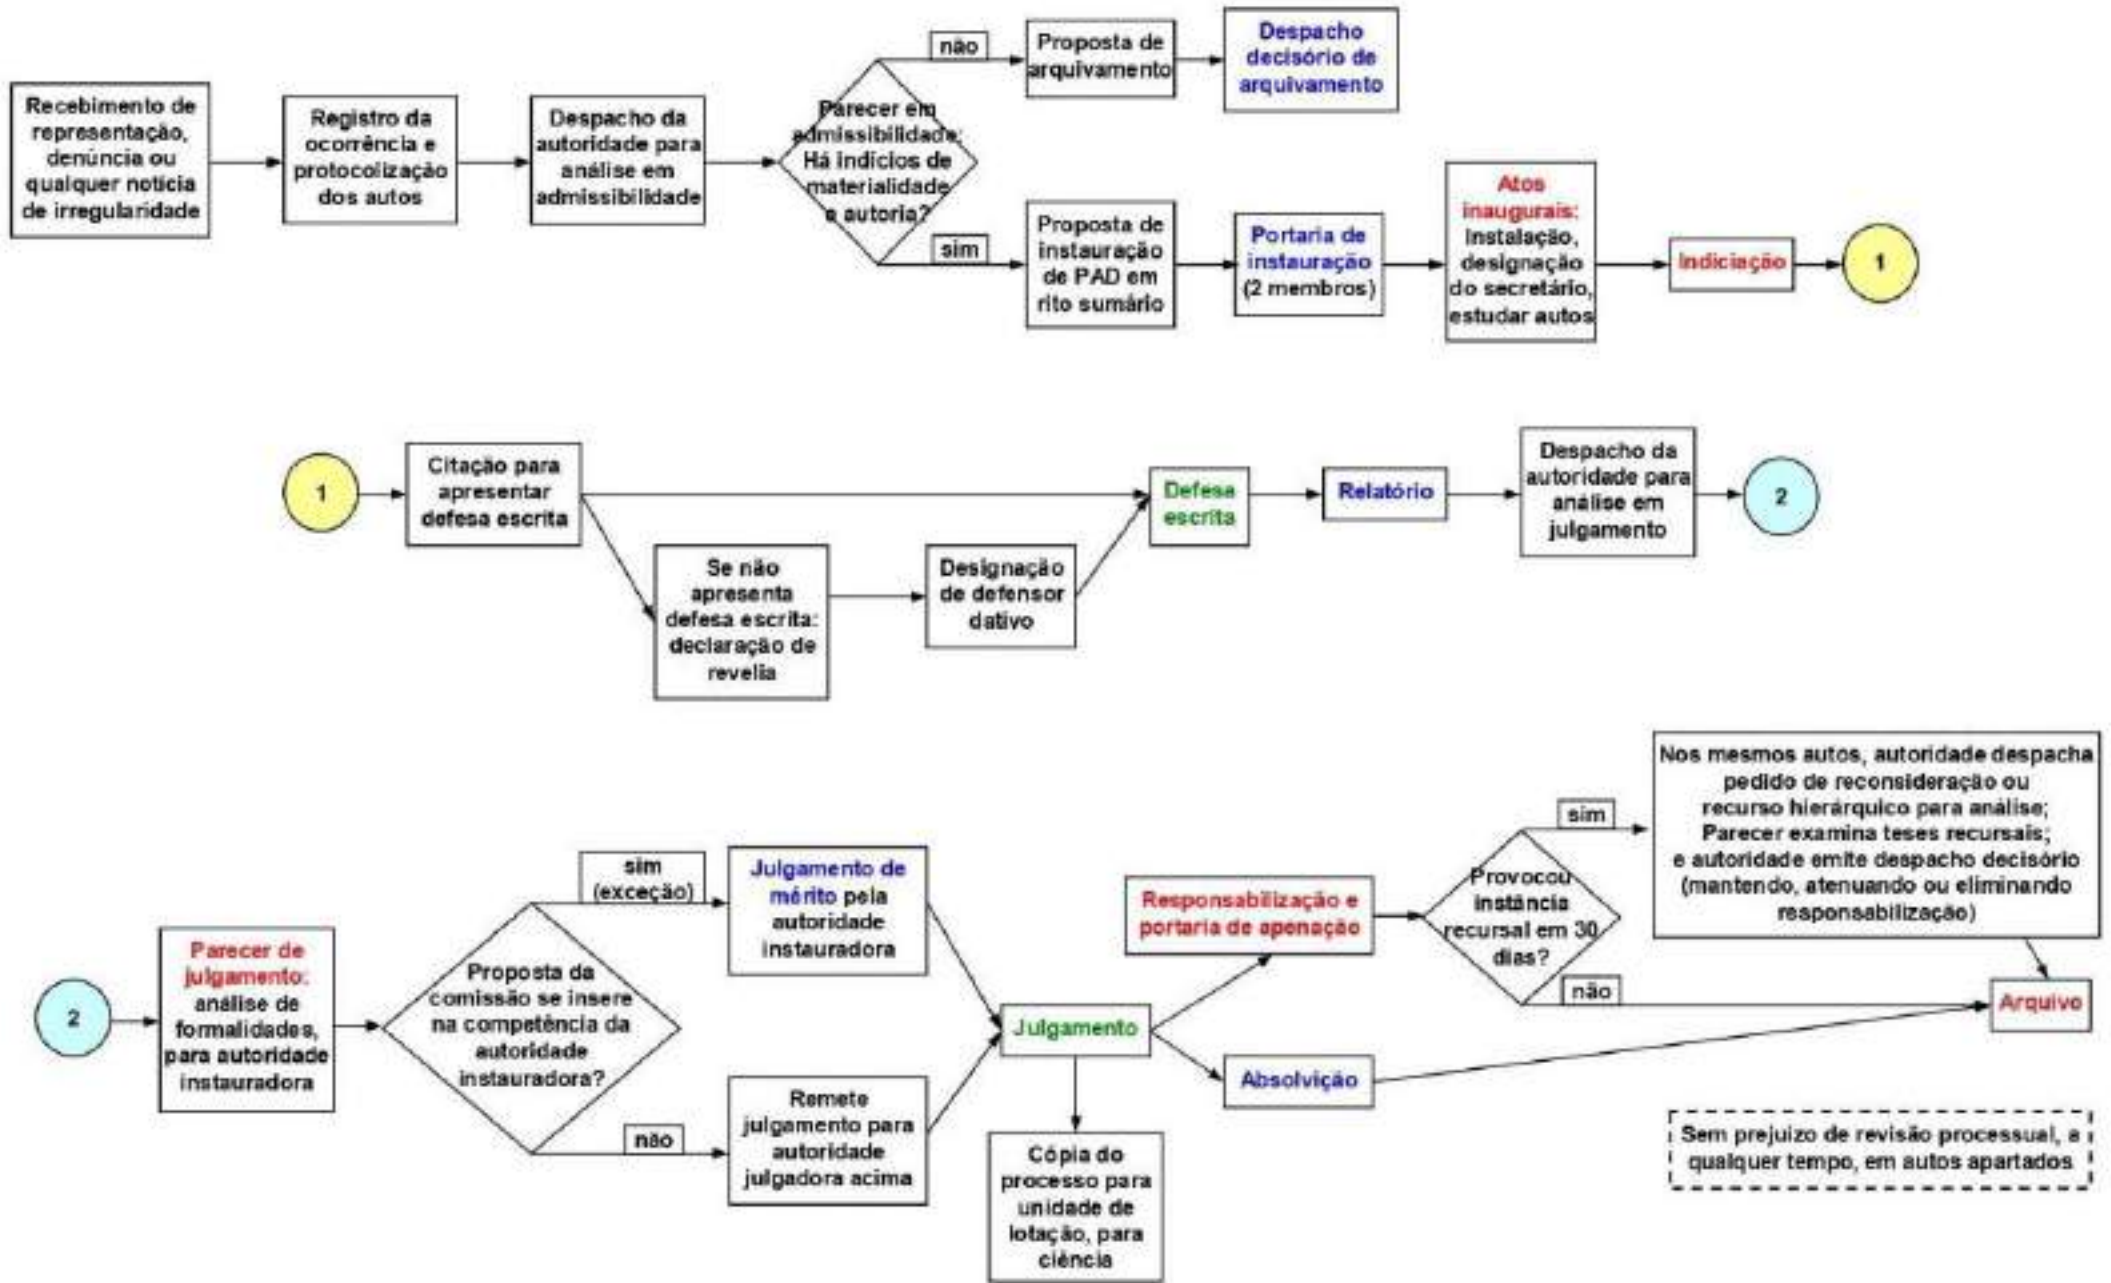 não
Proposta de
arquivamento
Despacho
decisório de
arquivamento
Recebimento de
representação,
denúncia ou
qualquer notícia
de irregularidade
Registro da
ocorrência e
protocolização
dos autos
Despacho da
autoridade para
análise em
admissibilidade
Parecer em
admissibilidade:
Há indícios de
materialidade
e autoria?
sim
Proposta de
instauração
de PAD em
rito sumário
Portaria de
instauração
(2 membros)
Atos
inaugurais:
Instalação,
designação
do secretário,
estudar autos
Indiciação
1
1
Citação para
apresentar
defesa escrita
Se não
apresenta
defesa escrita:
declaração de
revelia
Designação
de defensor
dativo
Defesa
escrita
Relatório
Despacho da
autoridade para
análise em
julgamento
2
2
Parecer de
julgamento:
análise de
formalidades,
para autoridade
instauradora
Proposta da
comissão se insere
na competência da
autoridade
instauradora?
sim
(exceção)
Julgamento de
mérito pela
autoridade
instauradora
não
Remete
julgamento para
autoridade
julgadora acima
Julgamento
Cópia do
processo para
unidade de
lotação, para
ciência
Responsabilização e
portaria de apenação
Absolvição
Provocou
instância
recursal em 30
dias?
sim
Nos mesmos autos, autoridade despacha
pedido de reconsideração ou
recurso hierárquico para análise;
Parecer examina teses recursais;
e autoridade emite despacho decisório
(mantendo, atenuando ou eliminando
responsabilização)
não
Arquivo
Sem prejuízo de revisão processual, a
qualquer tempo, em autos apartados